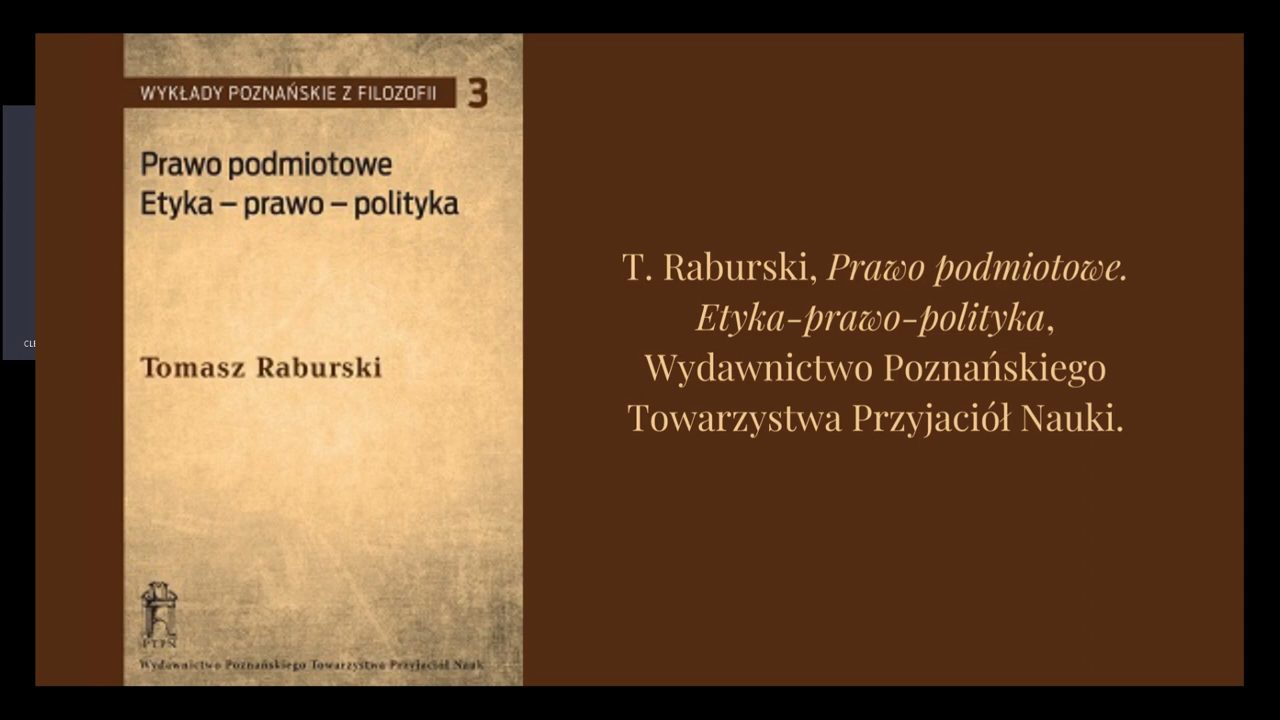 WYKŁADY POZNAŃSKIE Z FILOZOFII 3
Prawo podmiotowe
Etyka – prawo – polityka
Tomasz Raburski
PTPN
Wydawnictwo Poznańskiego Towarzystwa Przyjaciół Nauk
T. Raburski, Prawo podmiotowe.
Etyka-prawo-polityka,
Wydawnictwo Poznańskiego
Towarzystwa Przyjaciół Nauki.